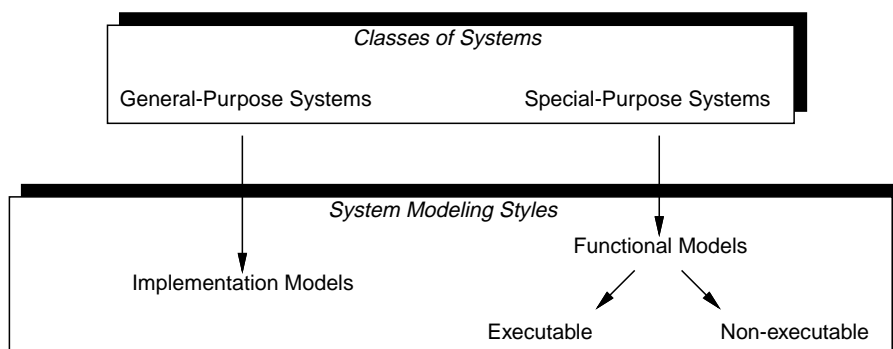 Classes of Systems
General-Purpose Systems Special-Purpose Systems
System Modeling Styles
Functional Models
Implementation Models
Executable Non-executable